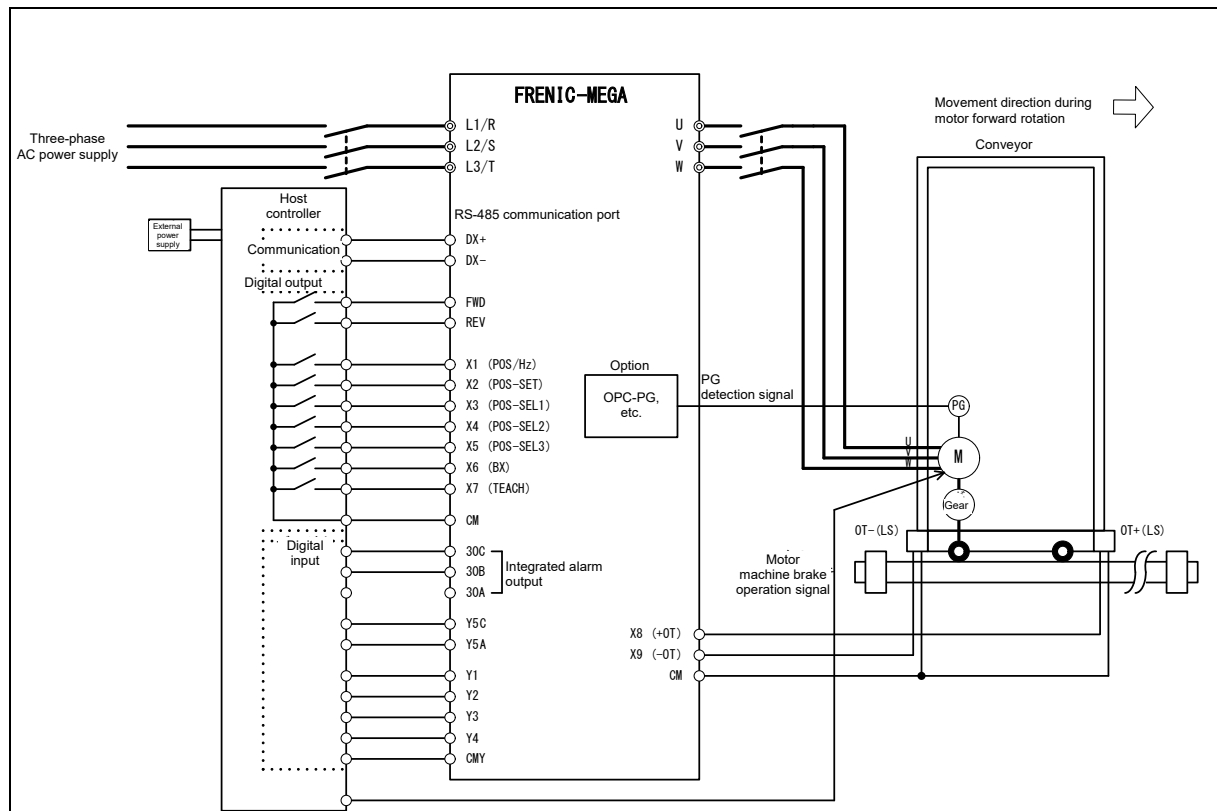 FRENIC-MEGA
Three-phase
AC power supply
L1/R
L2/S
L3/T
U
V
W
Movement direction during
motor forward rotation
Conveyor
Host
controller
External
power
supply
RS-485 communication port
Communication
DX+
DX-
Digital output
FWD
REV
X1 (POS/Hz)
X2 (POS-SET)
X3 (POS-SEL1)
X4 (POS-SEL2)
X5 (POS-SEL3)
X6 (BX)
X7 (TEACH)
CM
Option
OPC-PG,
etc.
PG
detection signal
PG
U
V
W
M
Gear
OT-(LS)
OT+(LS)
Digital
input
30C
30B
30A
Integrated alarm
output
Motor
machine brake
operation signal
Y5C
Y5A
Y1
Y2
Y3
Y4
CMY
X8 (+OT)
X9 (-OT)
CM